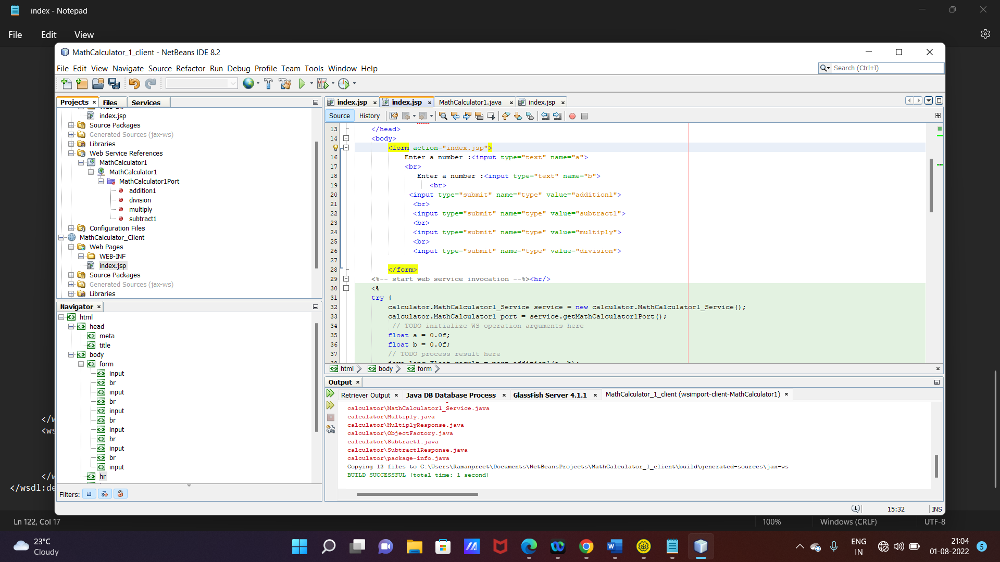 index - Notepad
File Edit View
MathCalculator_1_client - NetBeans IDE 8.2
File Edit View Navigate Source Refactor Run Debug Profile Team Tools Window Help
Search (Ctrl+I)
Projects Files Services
index.jsp
Source Packages
Generated Sources (jax-ws)
Libraries
Web Service References
MathCalculator1
MathCalculator1
MathCalculator1Port
addition1
division
multiply
subtract1
Configuration Files
MathCalculator_Client
Web Pages
WEB-INF
index.jsp
Source Packages
Generated Sources (jax-ws)
Libraries
Navigator
html
head
meta
title
body
form
input
br
input
br
input
br
input
br
input
br
input
hr
Filters:
index.jsp index.jsp MathCalculator1.java index.jsp
Source History
13 </head>
14 <body>
<form action="index.jsp">
16 Enter a number :<input type="text" name="a">
17 <br>
18 Enter a number :<input type="text" name="b">
19 <br>
20 <input type="submit" name="type" value="addition1">
21 <br>
22 <input type="submit" name="type" value="subtract1">
23 <br>
24 <input type="submit" name="type" value="multiply">
25 <br>
26 <input type="submit" name="type" value="division">
27
28 </form>
29 <%-- start web service invocation --%><hr/>
30 <%
31 try {
32 calculator.MathCalculator1_Service service = new calculator.MathCalculator1_Service();
33 calculator.MathCalculator1 port = service.getMathCalculator1Port();
34 // TODO initialize WS operation arguments here
35 float a = 0.0f;
36 float b = 0.0f;
37 // TODO process result here
38 java.lang.Float result = port.addition1(a, b);
html body form
Output
Retriever Output Java DB Database Process GlassFish Server 4.1.1 MathCalculator_1_client (wsimport-client-MathCalculator1)
calculator\MathCalculator1_Service.java
calculator\Multiply.java
calculator\MultiplyResponse.java
calculator\ObjectFactory.java
calculator\Subtract1.java
calculator\Subtract1Response.java
calculator\package-info.java
Copying 12 files to C:\Users\Ramanpreet\Documents\NetBeansProjects\MathCalculator_1_client\build\generated-sources\jax-ws
BUILD SUCCESSFUL (total time: 1 second)
1 15:32 INS
</w
<ws
</w
</wsdl:de
Ln 122, Col 17 100% Windows (CRLF) UTF-8
23°C
Cloudy
ENG
IN
21:04
01-08-2022
5